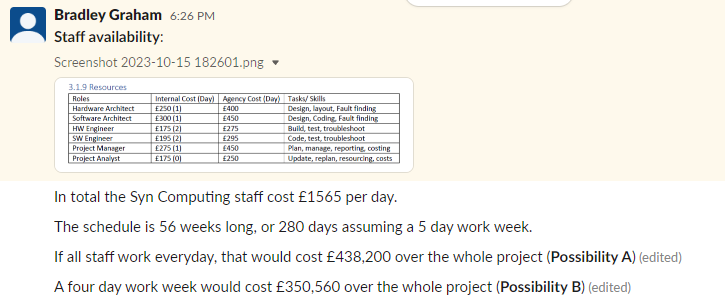 Bradley Graham 6:26 PM
Staff availability:
Screenshot 2023-10-15 182601.png
3.1.9 Resources
Roles Internal Cost (Day) Agency Cost (Day) Tasks/ Skills
Hardware Architect £250 (1) £400 Design, layout, Fault finding
Software Architect £300 (1) £450 Design, Coding, Fault finding
HW Engineer £175 (2) £275 Build, test, troubleshoot
SW Engineer £195 (2) £295 Code, test, troubleshoot
Project Manager £275 (1) £450 Plan, manage, reporting, costing
Project Analyst £175 (0) £250 Update, replan, resourcing, costs
In total the Syn Computing staff cost £1565 per day.
The schedule is 56 weeks long, or 280 days assuming a 5 day work week.
If all staff work everyday, that would cost £438,200 over the whole project (Possibility A) (edited)
A four day work week would cost £350,560 over the whole project (Possibility B) (edited)